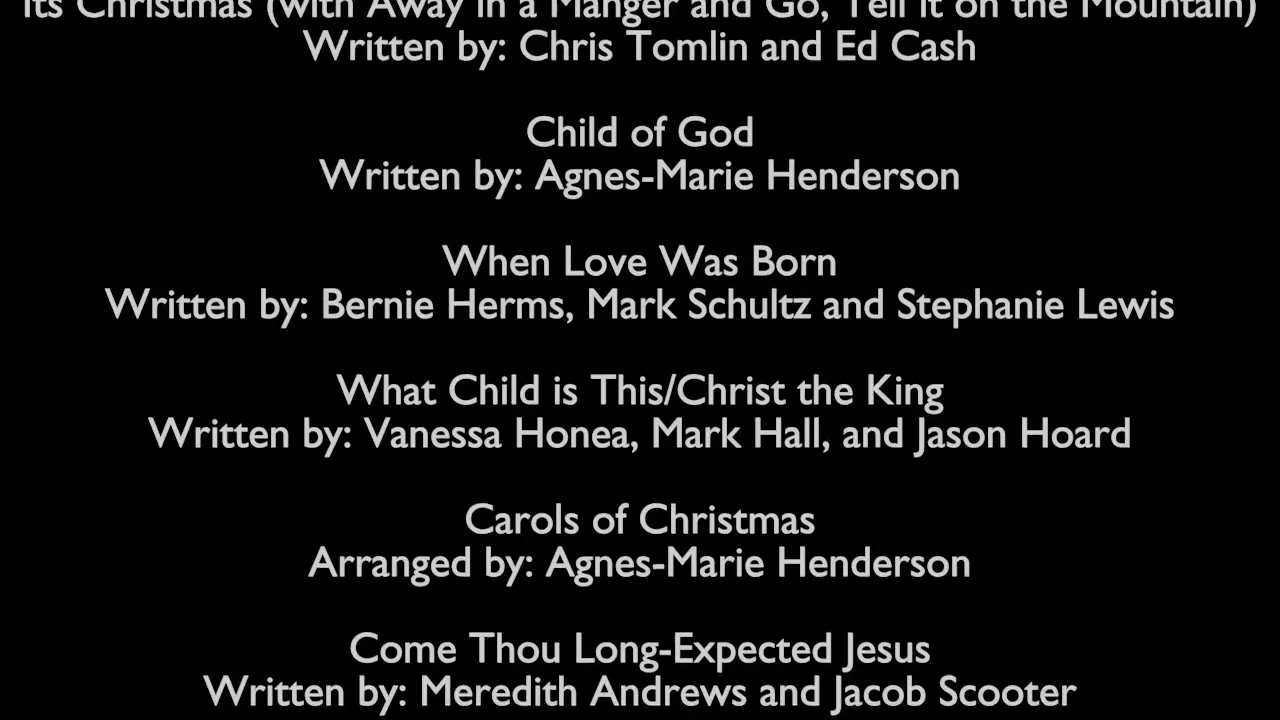 its Christmas (with Away in a Manger and Go, Tell it on the Mountain)
Written by: Chris Tomlin and Ed Cash
Child of God
Written by: Agnes-Marie Henderson
When Love Was Born
Written by: Bernie Herms, Mark Schultz and Stephanie Lewis
What Child is This/Christ the King
Written by: Vanessa Honea, Mark Hall, and Jason Hoard
Carols of Christmas
Arranged by: Agnes-Marie Henderson
Come Thou Long-Expected Jesus
Written by: Meredith Andrews and Jacob Scooter